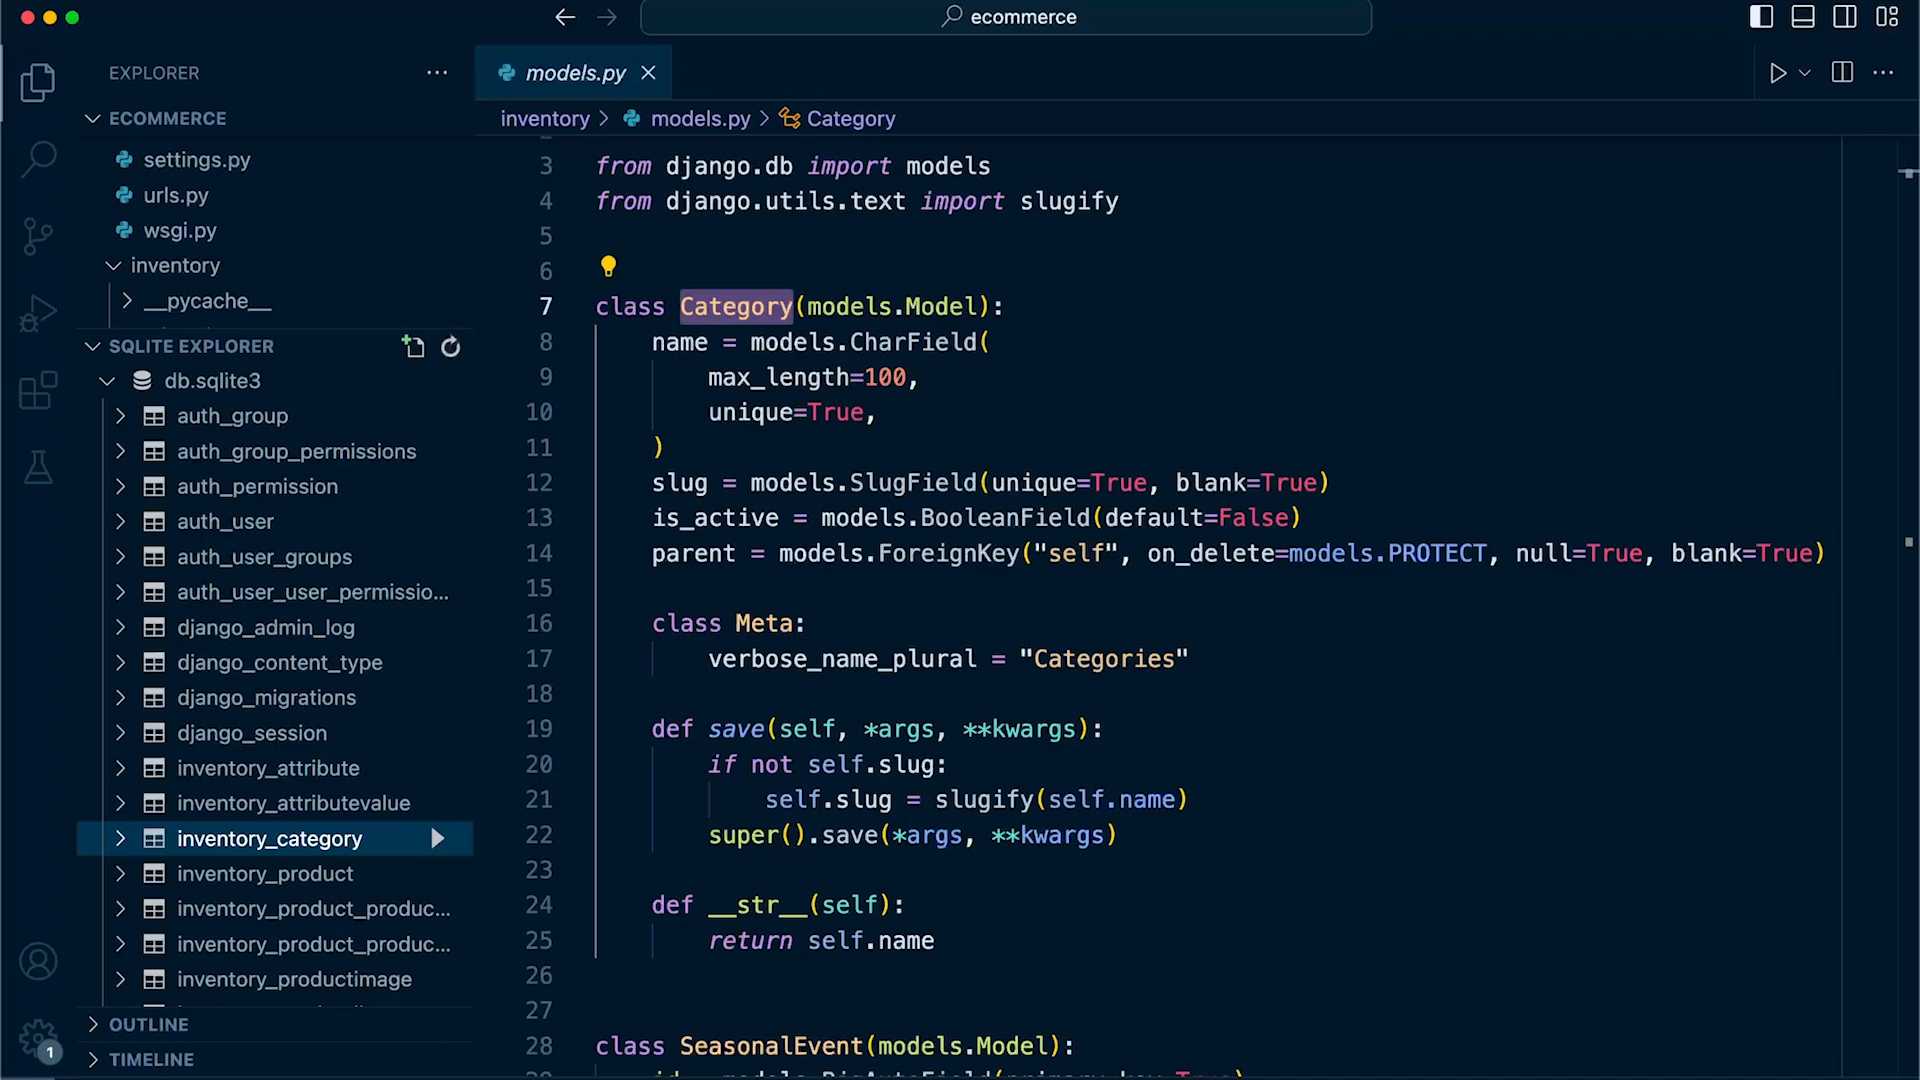 ecommerce
EXPLORER
ECOMMERCE
settings.py
urls.py
wsgi.py
inventory
__pycache__
SQLITE EXPLORER
db.sqlite3
auth_group
auth_group_permissions
auth_permission
auth_user
auth_user_groups
auth_user_user_permissio...
django_admin_log
django_content_type
django_migrations
django_session
inventory_attribute
inventory_attributevalue
inventory_category
inventory_product
inventory_product_produc...
inventory_product_produc...
inventory_productimage
OUTLINE
TIMELINE
1
models.py
inventory > models.py > Category
3 from django.db import models
4 from django.utils.text import slugify
5
6
7 class Category(models.Model):
8 name = models.CharField(
9 max_length=100,
10 unique=True,
11 )
12 slug = models.SlugField(unique=True, blank=True)
13 is_active = models.BooleanField(default=False)
14 parent = models.ForeignKey("self", on_delete=models.PROTECT, null=True, blank=True)
15
16 class Meta:
17 verbose_name_plural = "Categories"
18
19 def save(self, *args, **kwargs):
20 if not self.slug:
21 self.slug = slugify(self.name)
22 super().save(*args, **kwargs)
23
24 def __str__(self):
25 return self.name
26
27
28 class SeasonalEvent(models.Model):